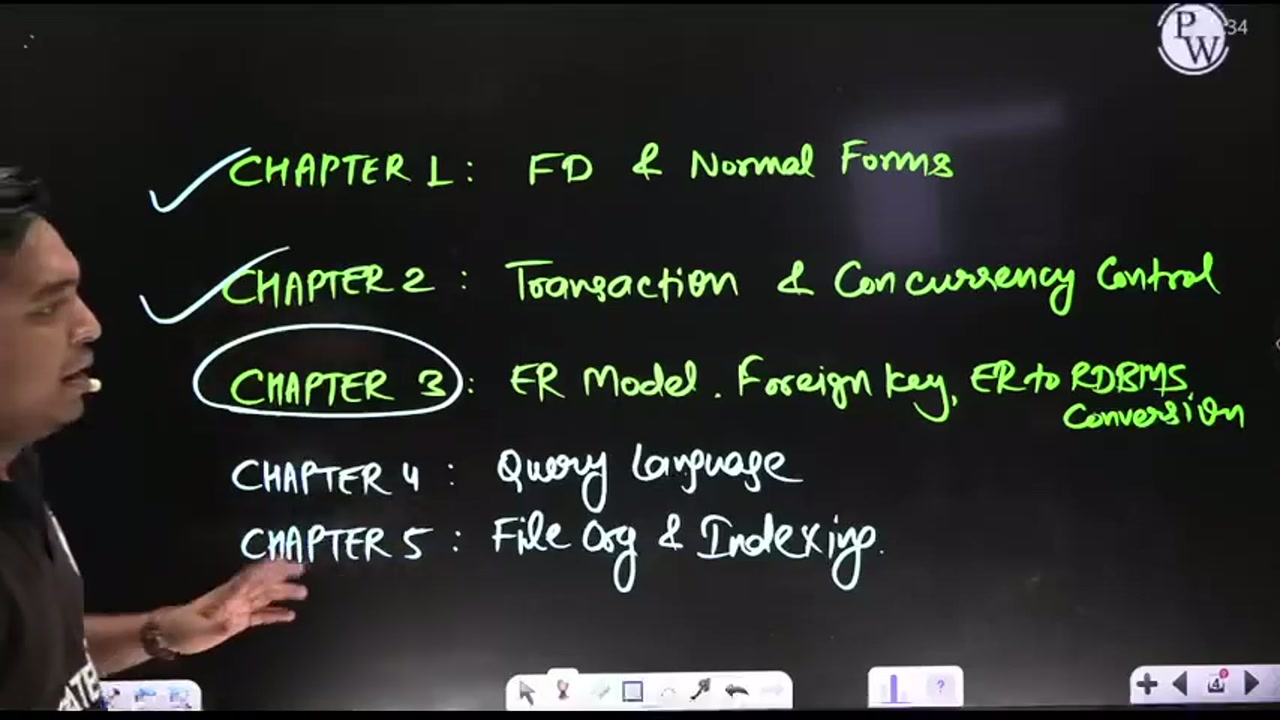 PW
34
CHAPTER 1: FD & Normal Forms
CHAPTER 2: Transaction & Concurrency Control
CHAPTER 3: ER Model. Foreign key, ER to RDBMS
Conversion
CHAPTER 4: Query Language
CHAPTER 5: File Org & Indexing.